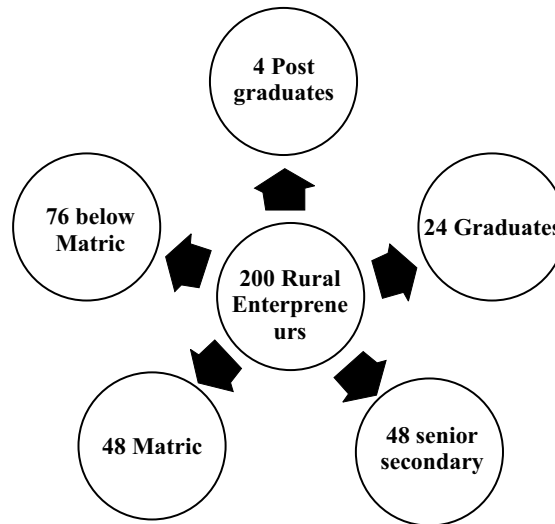 4 Post
graduates
76 below
Matric
24 Graduates
200 Rural
Enterprene
urs
48 Matric
48 senior
secondary